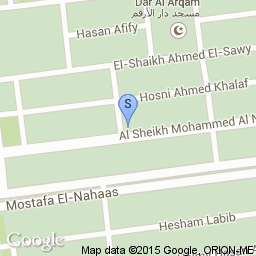 Dar Al Arqam
مسجد دار الأرقم
Hasan Afify
El-Shaikh Ahmed El-Sawy
Hosni Ahmed Khalaf
S
Al Sheikh Mohammed Al N
Mostafa El-Nahaas
Hesham Labib
Google
Map data ©2015 Google, ORION-ME